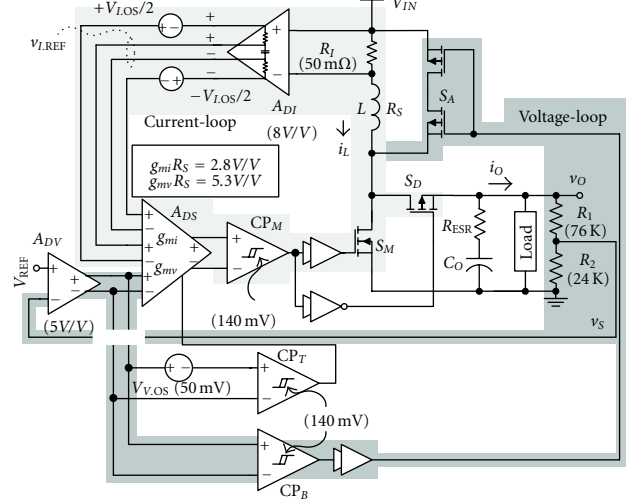 +V_I.OS/2
V_IN
v_I.REF
R_I
(50 mΩ)
−V_I.OS/2
A_DI
(8V/V)
L
R_S
S_A
Voltage-loop
Current-loop
i_L
g_mi R_S = 2.8V/V
g_mv R_S = 5.3V/V
S_D
i_O
v_O
A_DS
CP_M
g_mi
g_mv
S_M
R_ESR
C_O
Load
R_1
(76 K)
R_2
(24 K)
A_DV
V_REF
(5V/V)
(140 mV)
v_S
CP_T
V_V.OS (50 mV)
(140 mV)
CP_B